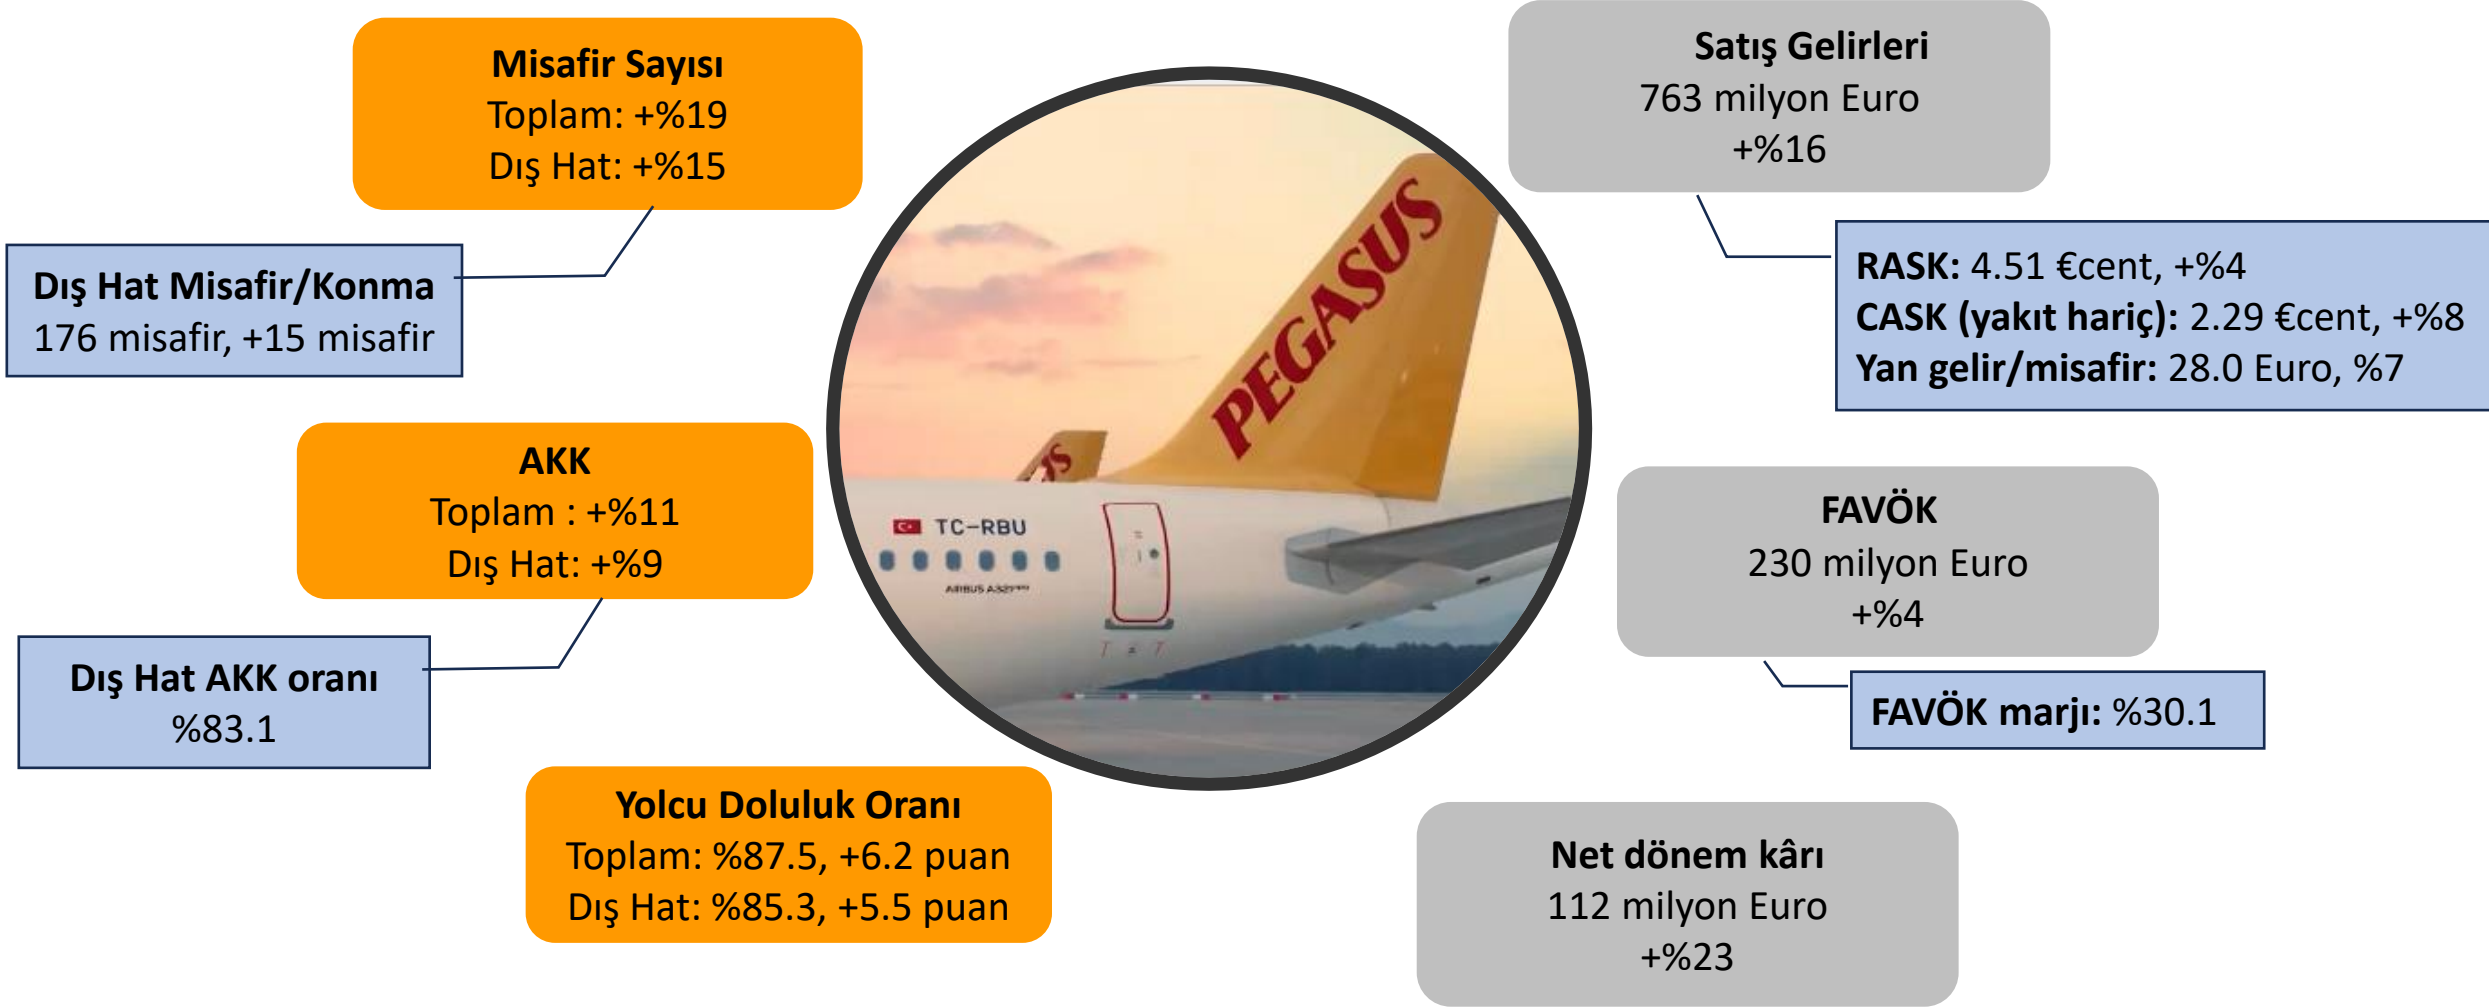 Misafir Sayısı
Toplam: +%19
Dış Hat: +%15
Dış Hat Misafir/Konma
176 misafir, +15 misafir
AKK
Toplam : +%11
Dış Hat: +%9
Dış Hat AKK oranı
%83.1
Yolcu Doluluk Oranı
Toplam: %87.5, +6.2 puan
Dış Hat: %85.3, +5.5 puan
PEGASUS
TC-RBU
AIRBUS A321
Satış Gelirleri
763 milyon Euro
+%16
RASK: 4.51 €cent, +%4
CASK (yakıt hariç): 2.29 €cent, +%8
Yan gelir/misafir: 28.0 Euro, %7
FAVÖK
230 milyon Euro
+%4
FAVÖK marjı: %30.1
Net dönem kârı
112 milyon Euro
+%23